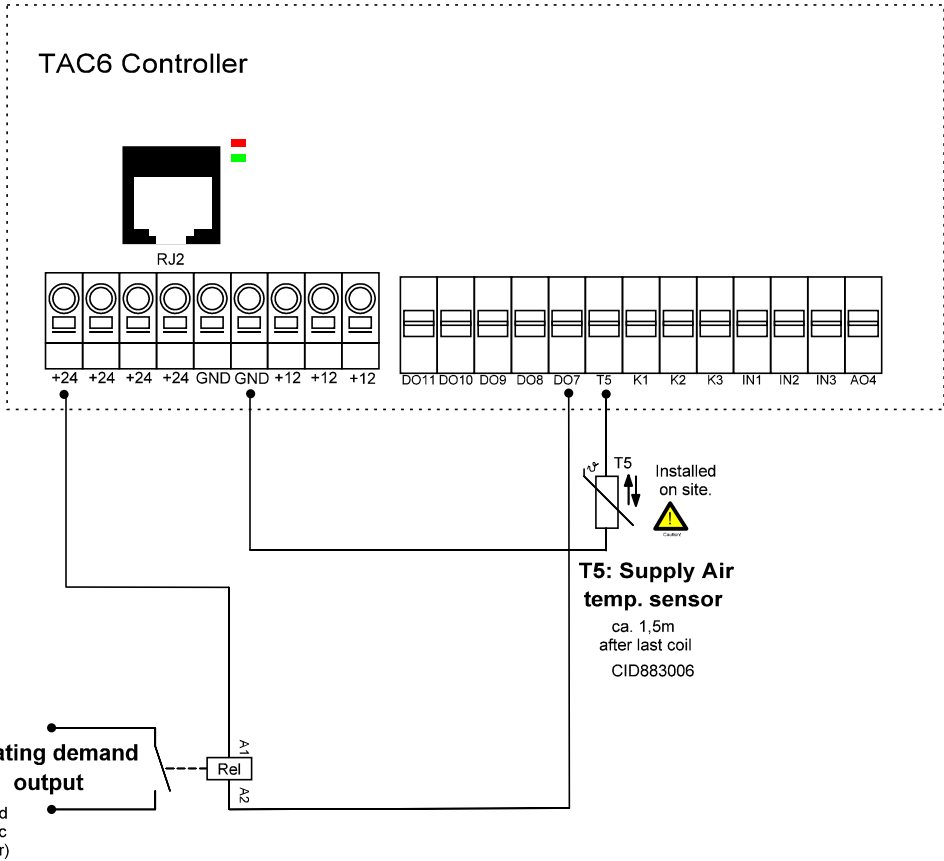 TAC6 Controller
RJ2
+24 +24 +24 +24 GND GND +12 +12 +12
DO11 DO10 DO9 DO8 DO7 T5 K1 K2 K3 IN1 IN2 IN3 AO4
T5
Installed
on site.
!
Caution!
T5: Supply Air
temp. sensor
ca. 1,5m
after last coil
CID883006
A1
Rel
A2
ating demand
output
d
c
r)